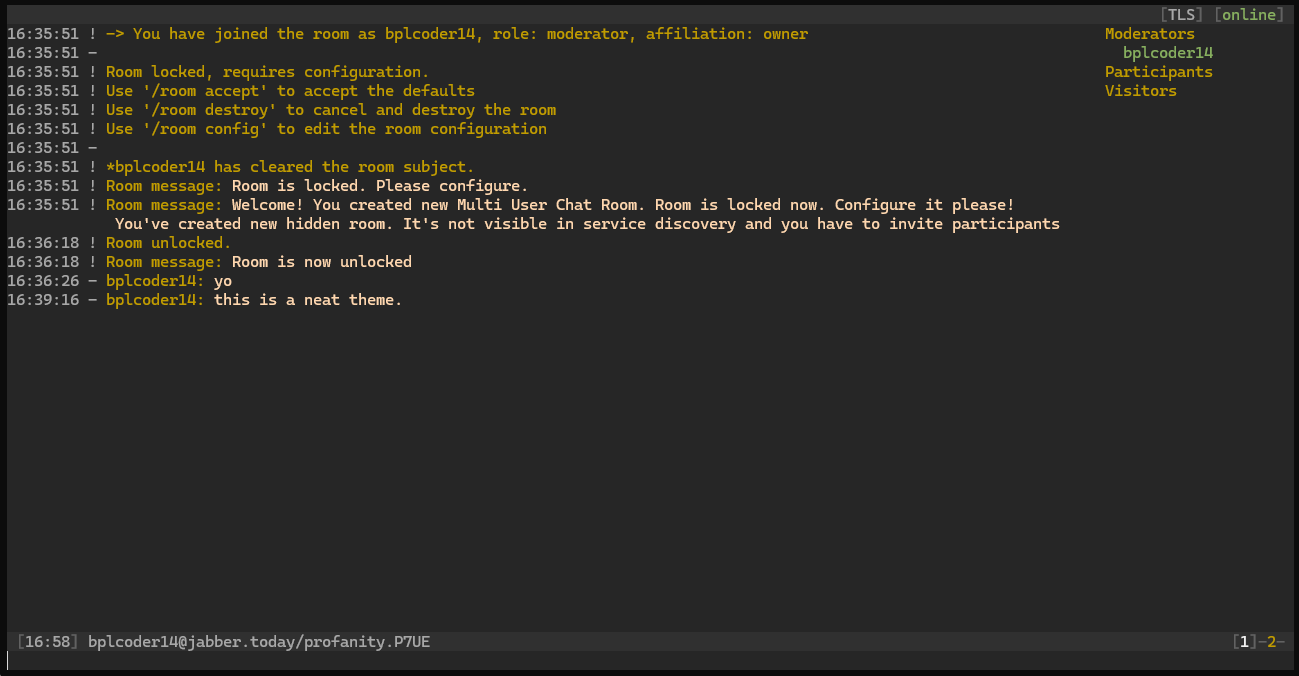 [TLS] [online]
16:35:51 ! -> You have joined the room as bplcoder14, role: moderator, affiliation: owner
16:35:51 -
16:35:51 ! Room locked, requires configuration.
16:35:51 ! Use '/room accept' to accept the defaults
16:35:51 ! Use '/room destroy' to cancel and destroy the room
16:35:51 ! Use '/room config' to edit the room configuration
16:35:51 -
16:35:51 ! *bplcoder14 has cleared the room subject.
16:35:51 ! Room message: Room is locked. Please configure.
16:35:51 ! Room message: Welcome! You created new Multi User Chat Room. Room is locked now. Configure it please!
You've created new hidden room. It's not visible in service discovery and you have to invite participants
16:36:18 ! Room unlocked.
16:36:18 ! Room message: Room is now unlocked
16:36:26 - bplcoder14: yo
16:39:16 - bplcoder14: this is a neat theme.
Moderators
bplcoder14
Participants
Visitors
[16:58] bplcoder14@jabber.today/profanity.P7UE
[1]-2-